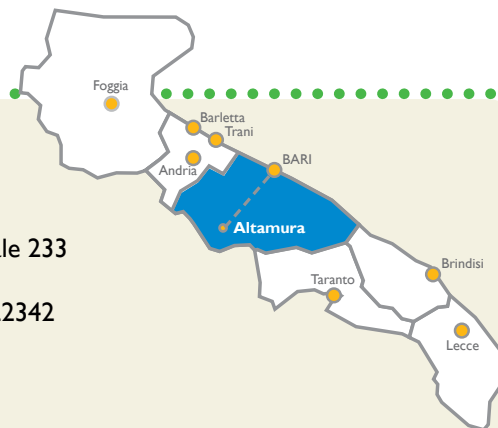 Foggia
Barletta
Trani
BARI
Andria
Altamura
le 233
Brindisi
Taranto
2342
Lecce